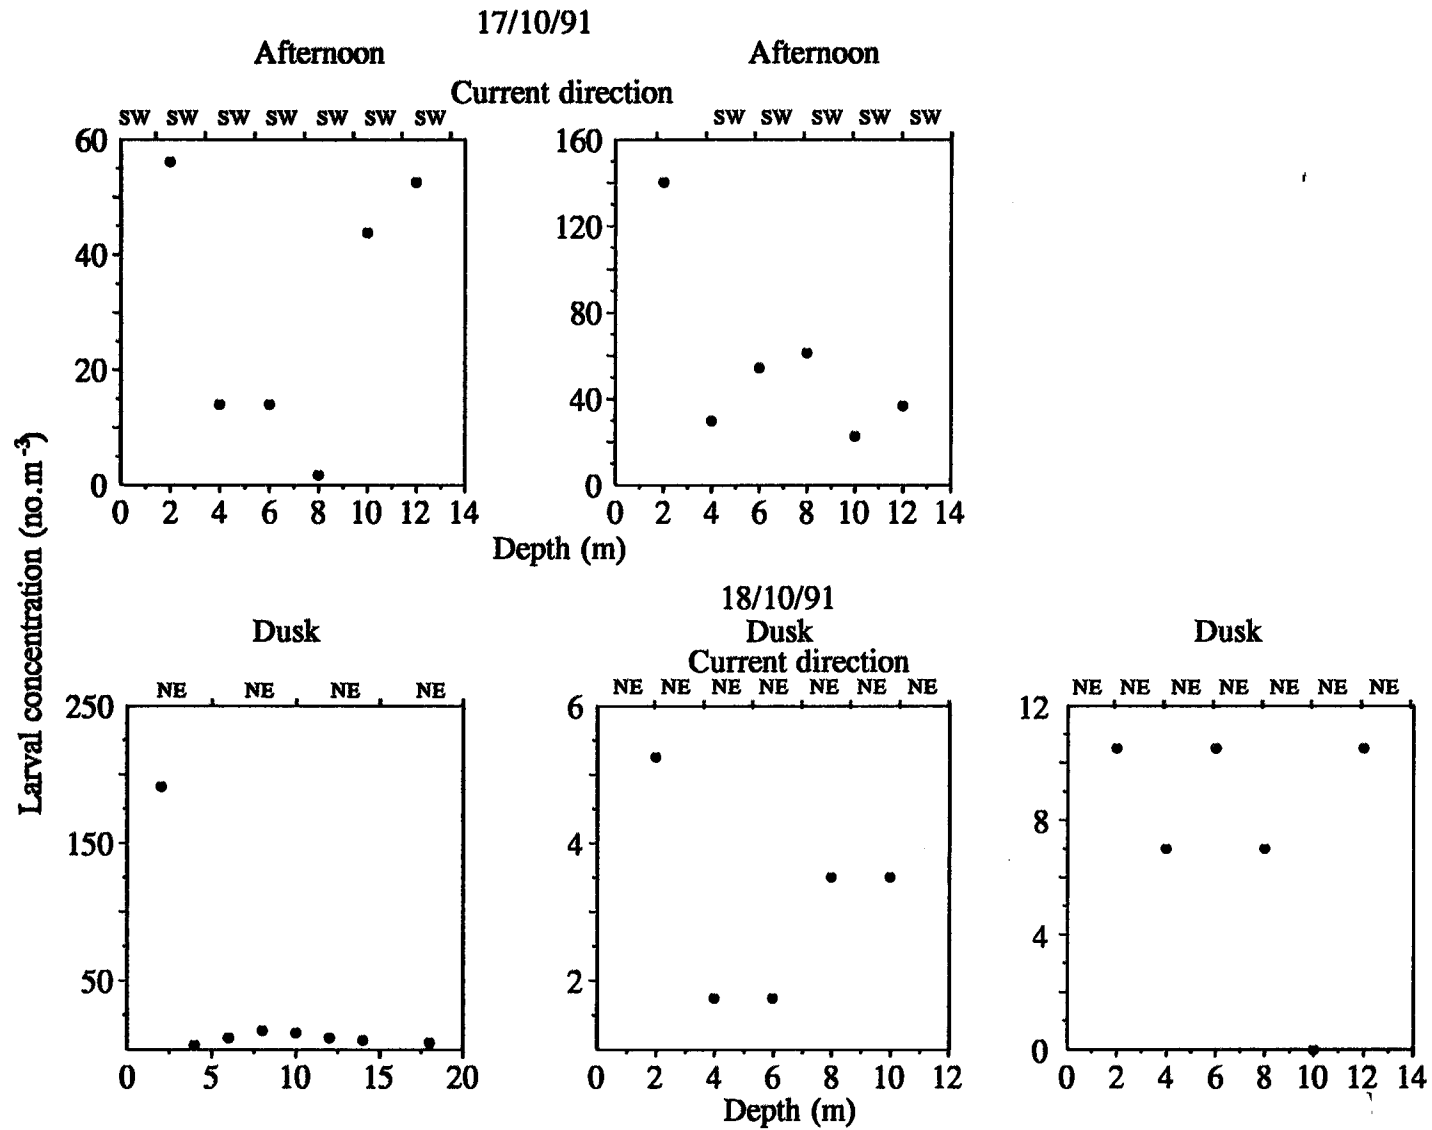 17/10/91
Afternoon Afternoon
Current direction
SW SW SW SW SW SW SW SW SW SW SW SW
60 160
120
40
80
20
40
0 0
0 2 4 6 8 10 12 14 0 2 4 6 8 10 12 14
Depth (m)
Larval concentration (no.m⁻³)
18/10/91
Dusk Dusk Dusk
Current direction
NE NE NE NE NE NE NE NE NE NE NE NE NE NE NE NE NE NE
250 6 12
150 4 8
4
50 2
0
0 5 10 15 20 0 2 4 6 8 10 12 0 2 4 6 8 10 12 14
Depth (m)